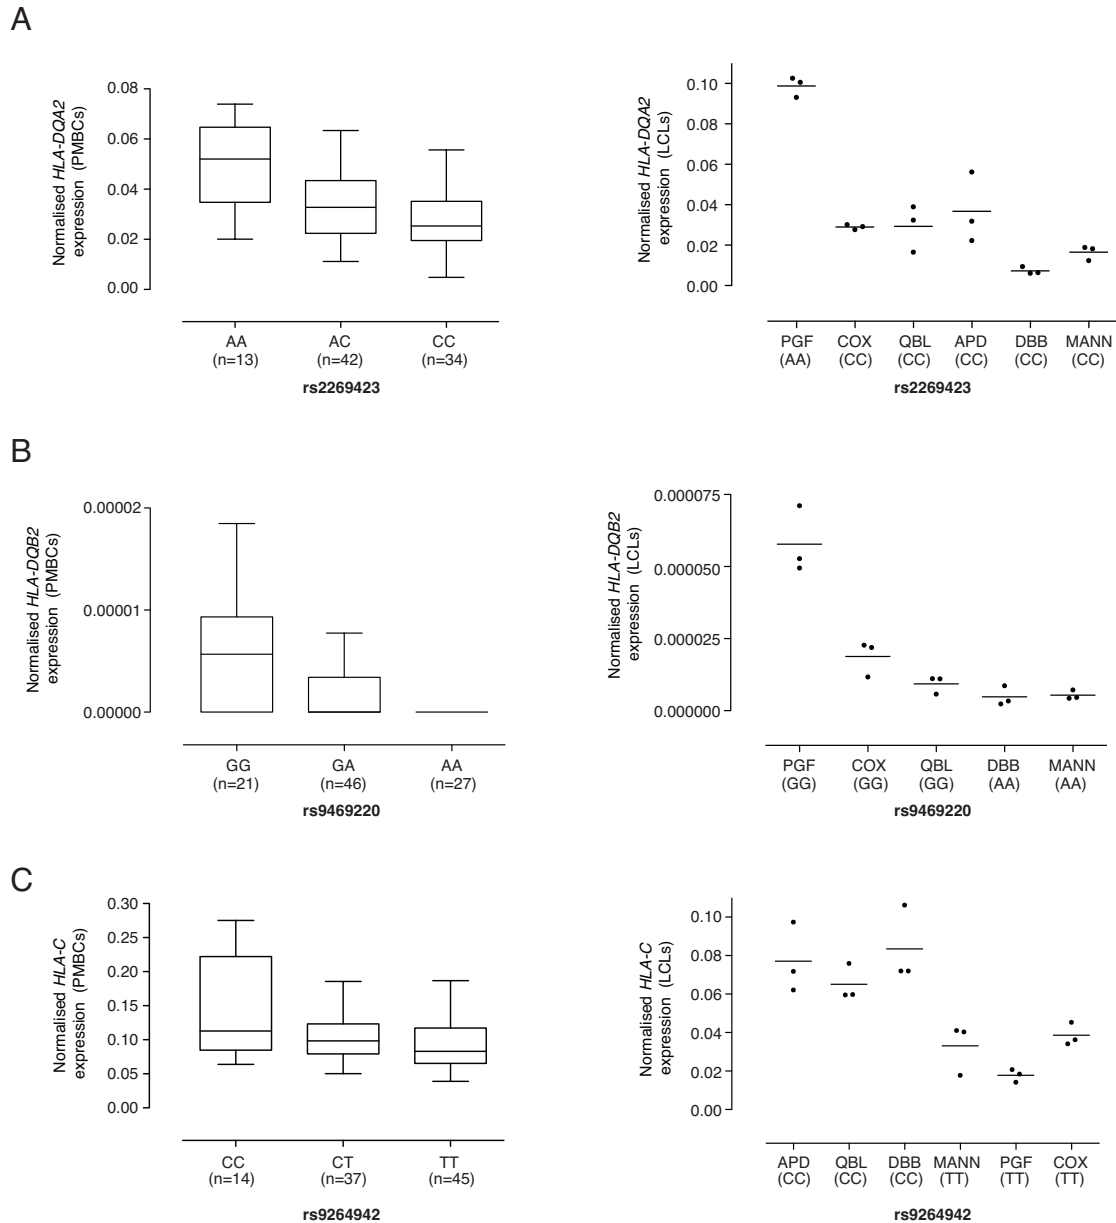 A
Normalised HLA-DQA2
expression (PMBCs)
0.08
0.06
0.04
0.02
0.00
AA
AC
CC
(n=13)
(n=42)
(n=34)
rs2269423
Normalised HLA-DQA2
expression (LCLs)
0.10
0.08
0.06
0.04
0.02
0.00
PGF
COX
QBL
APD
DBB
MANN
(AA)
(CC)
(CC)
(CC)
(CC)
(CC)
rs2269423
B
Normalised HLA-DQB2
expression (PMBCs)
0.00002
0.00001
0.00000
GG
GA
AA
(n=21)
(n=46)
(n=27)
rs9469220
Normalised HLA-DQB2
expression (LCLs)
0.000075
0.000050
0.000025
0.000000
PGF
COX
QBL
DBB
MANN
(GG)
(GG)
(GG)
(AA)
(AA)
rs9469220
C
Normalised HLA-C
expression (PMBCs)
0.30
0.25
0.20
0.15
0.10
0.05
0.00
CC
CT
TT
(n=14)
(n=37)
(n=45)
rs9264942
Normalised HLA-C
expression (LCLs)
0.10
0.08
0.06
0.04
0.02
0.00
APD
QBL
DBB
MANN
PGF
COX
(CC)
(CC)
(CC)
(TT)
(TT)
(TT)
rs9264942